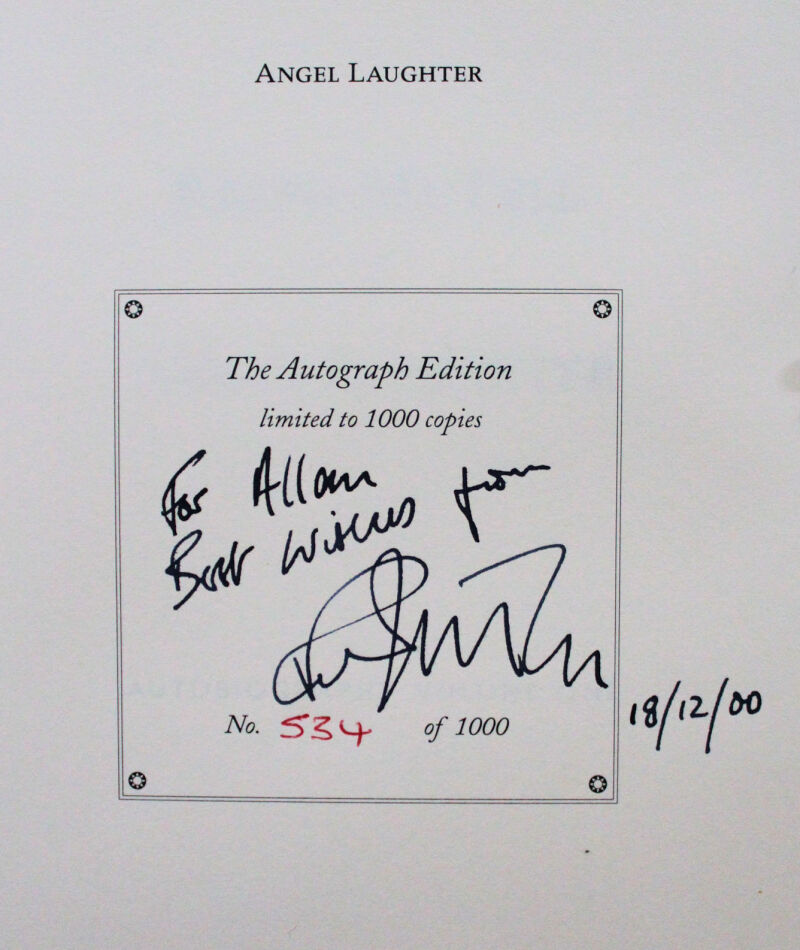 ANGEL LAUGHTER
The Autograph Edition
limited to 1000 copies
For Allan
Best Wishes from
No. 534 of 1000
18/12/00